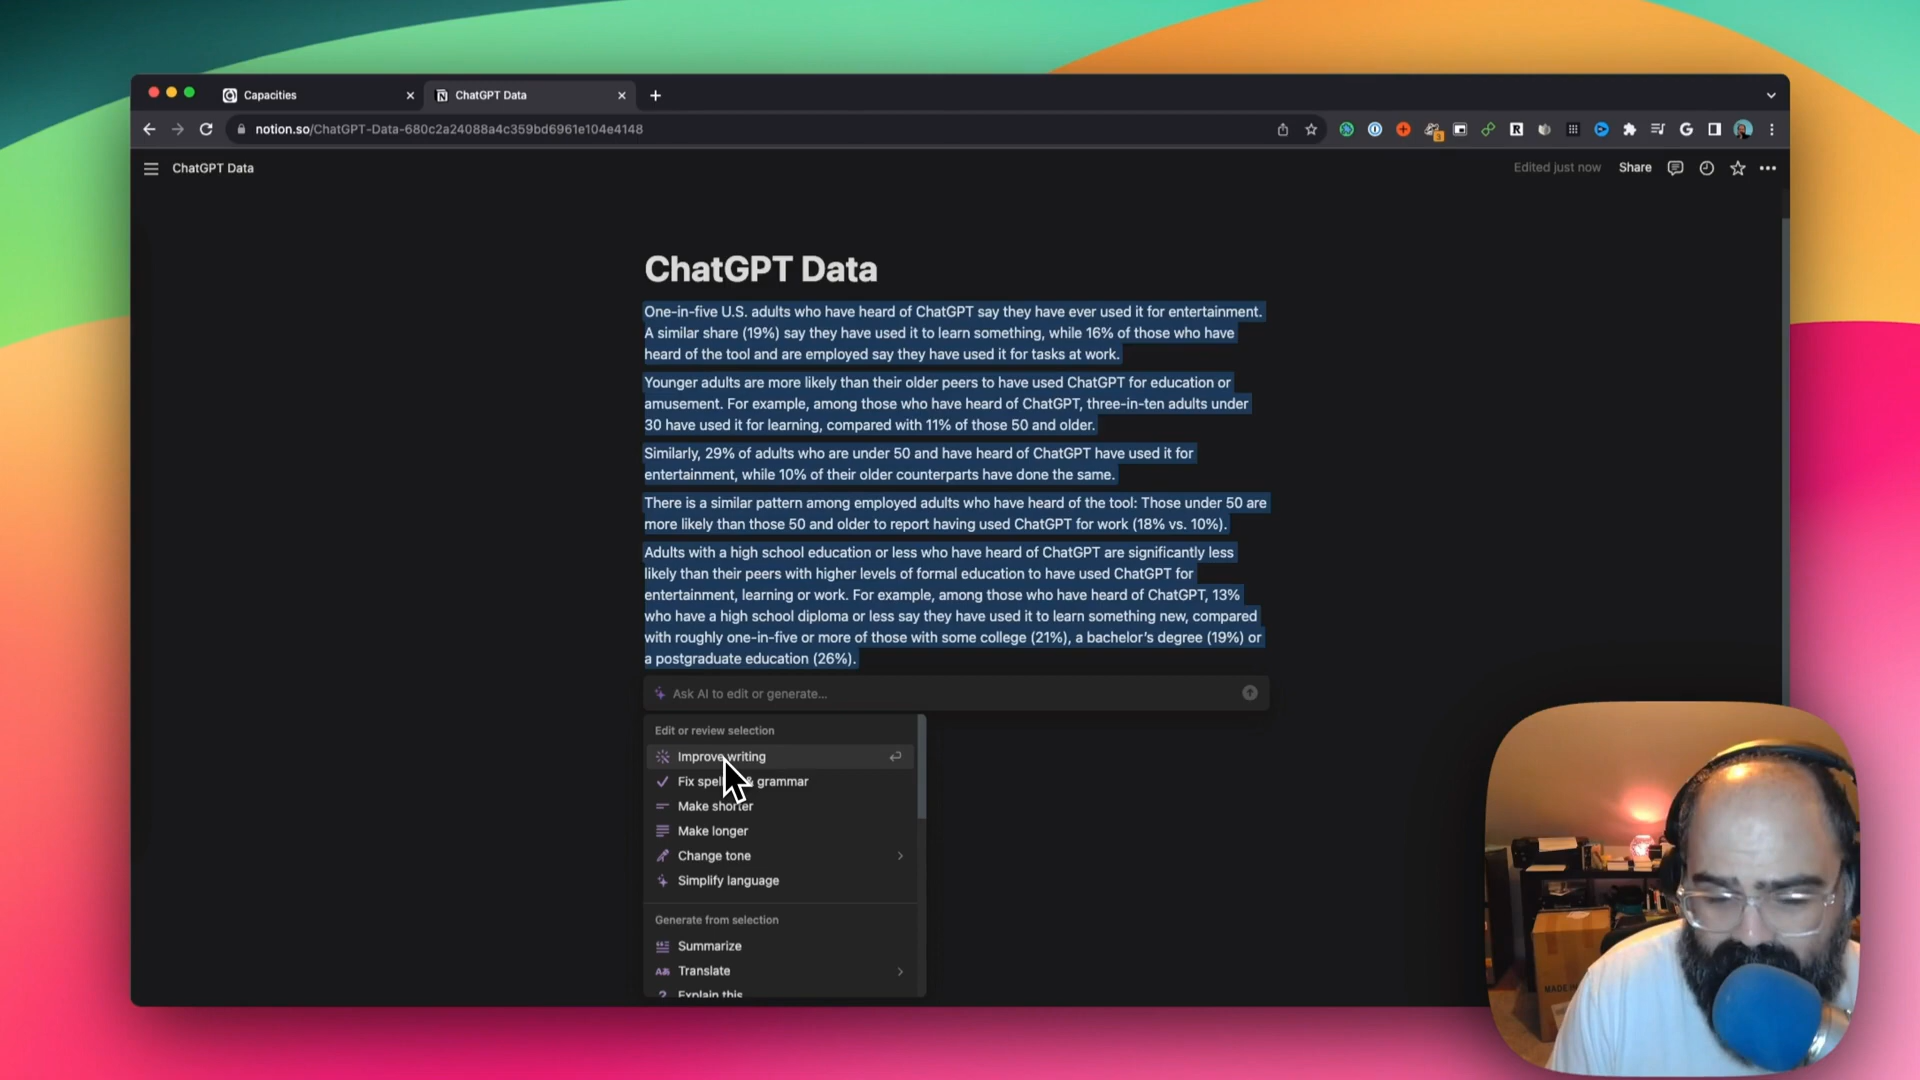 Capacities
ChatGPT Data
notion.so/ChatGPT-Data-680c2a24088a4c359bd6961e104e4148
3
R
G
ChatGPT Data
Edited just now
Share
ChatGPT Data
One-in-five U.S. adults who have heard of ChatGPT say they have ever used it for entertainment.
A similar share (19%) say they have used it to learn something, while 16% of those who have
heard of the tool and are employed say they have used it for tasks at work.
Younger adults are more likely than their older peers to have used ChatGPT for education or
amusement. For example, among those who have heard of ChatGPT, three-in-ten adults under
30 have used it for learning, compared with 11% of those 50 and older.
Similarly, 29% of adults who are under 50 and have heard of ChatGPT have used it for
entertainment, while 10% of their older counterparts have done the same.
There is a similar pattern among employed adults who have heard of the tool: Those under 50 are
more likely than those 50 and older to report having used ChatGPT for work (18% vs. 10%).
Adults with a high school education or less who have heard of ChatGPT are significantly less
likely than their peers with higher levels of formal education to have used ChatGPT for
entertainment, learning or work. For example, among those who have heard of ChatGPT, 13%
who have a high school diploma or less say they have used it to learn something new, compared
with roughly one-in-five or more of those with some college (21%), a bachelor’s degree (19%) or
a postgraduate education (26%).
Ask AI to edit or generate...
Edit or review selection
Improve writing
Fix spelling & grammar
Make shorter
Make longer
Change tone
Simplify language
Generate from selection
Summarize
Translate
Explain this